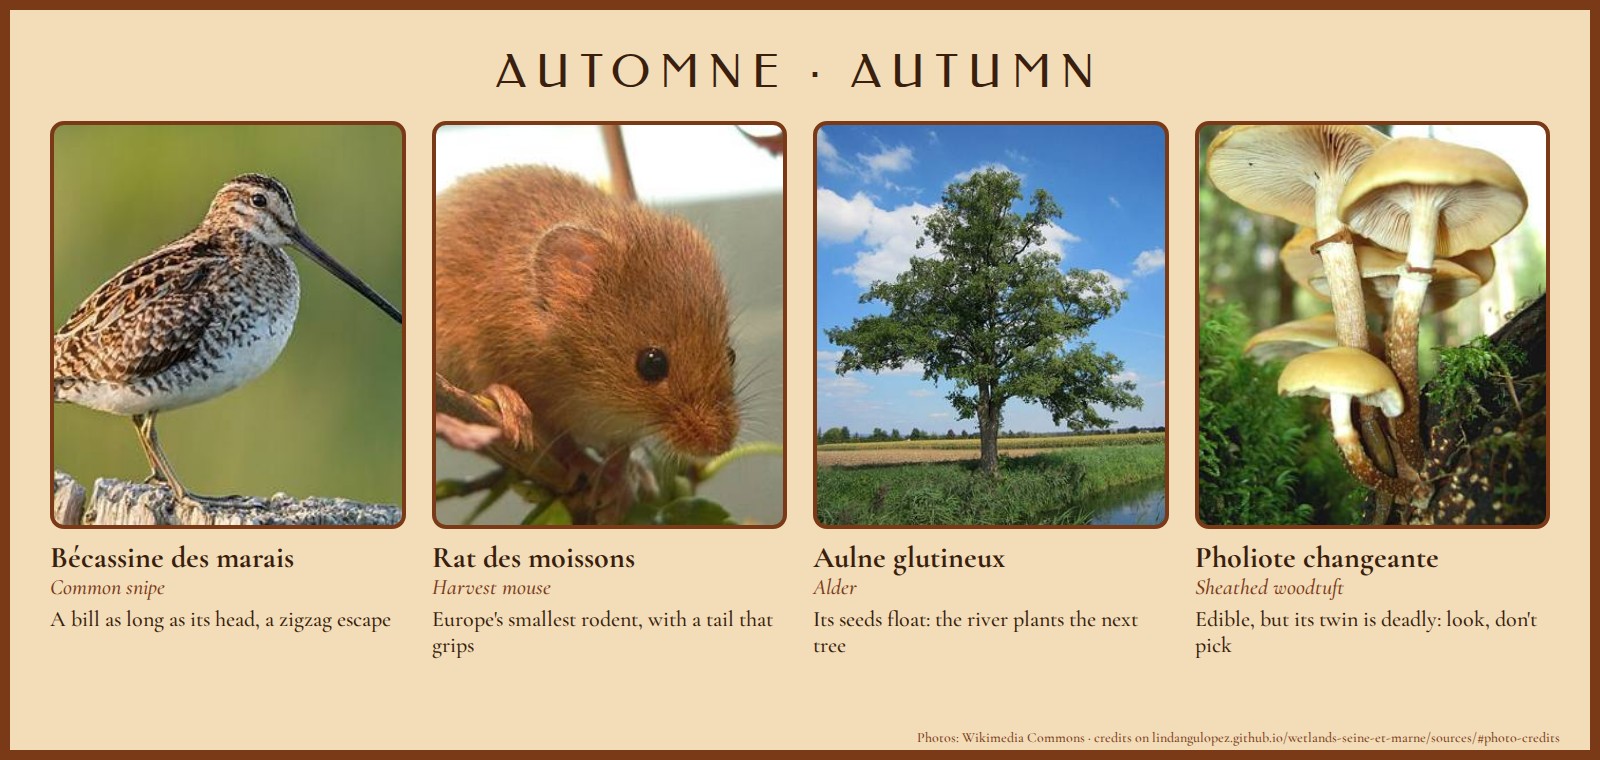 AUTOMNE · AUTUMN
Bécassine des marais
Common snipe
A bill as long as its head, a zigzag escape
Rat des moissons
Harvest mouse
Europe's smallest rodent, with a tail that
grips
Aulne glutineux
Alder
Its seeds float: the river plants the next
tree
Pholiote changeante
Sheathed woodtuft
Edible, but its twin is deadly: look, don't
pick
Photos: Wikimedia Commons · credits on lindangulopez.github.io/wetlands-seine-et-marne/sources/#photo-credits